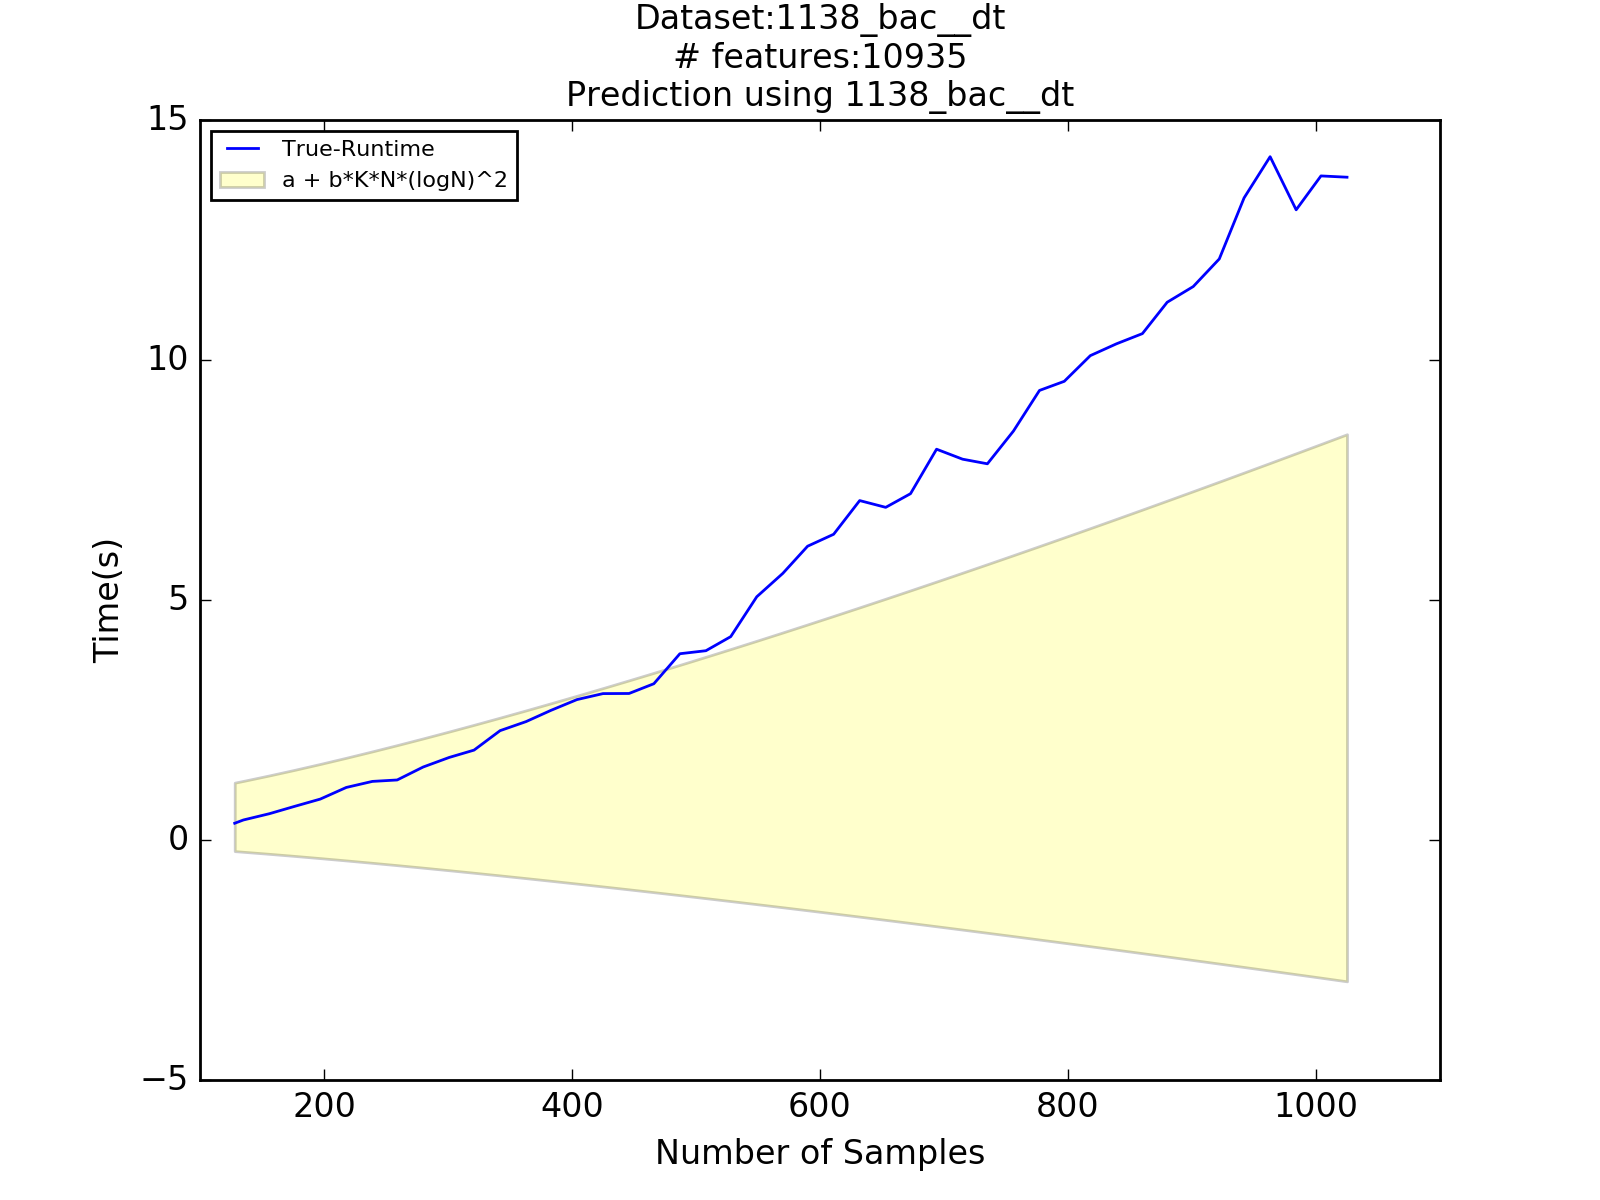 Dataset:1138_bac__dt
# features:10935
Prediction using 1138_bac__dt
True-Runtime
a + b*K*N*(logN)^2
15
10
5
0
−5
Time(s)
200 400 600 800 1000
Number of Samples